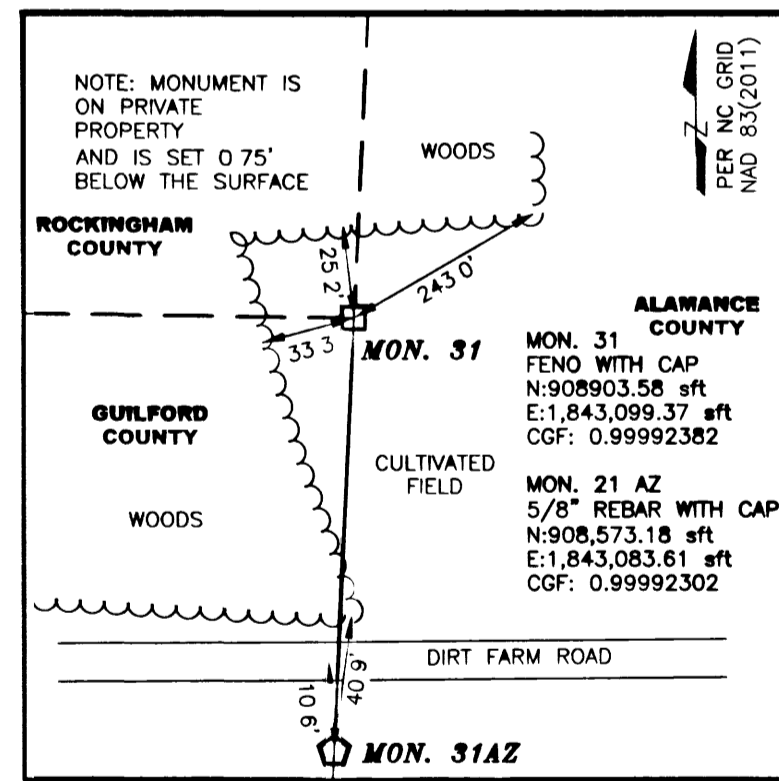 NOTE: MONUMENT IS
ON PRIVATE
PROPERTY
AND IS SET 0 75'
BELOW THE SURFACE
WOODS
Z
PER NC GRID
NAD 83(2011)
ROCKINGHAM
COUNTY
25 2'
243 0'
33 3
MON. 31
ALAMANCE
COUNTY
MON. 31
FENO WITH CAP
N:908903.58 sft
E:1,843,099.37 sft
CGF: 0.99992382
GUILFORD
COUNTY
CULTIVATED
FIELD
MON. 21 AZ
5/8" REBAR WITH CAP
N:908,573.18 sft
E:1,843,083.61 sft
CGF: 0.99992302
WOODS
DIRT FARM ROAD
10 6'
40 6'
MON. 31AZ